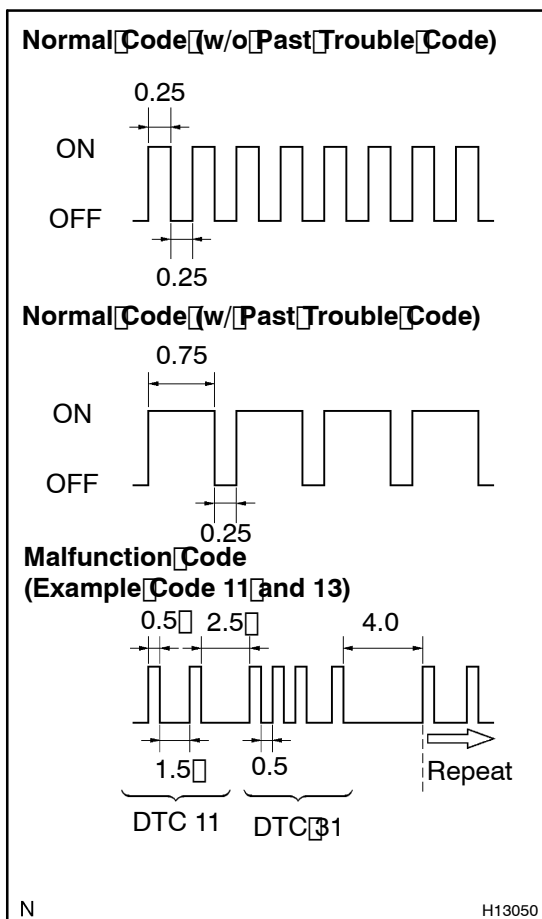 Normal Code (w/o Past Trouble Code)
0.25
ON
OFF
0.25
Normal Code (w/ Past Trouble Code)
0.75
ON
OFF
0.25
Malfunction Code
(Example Code 11 and 13)
0.5 2.5 4.0
1.5 0.5 Repeat
DTC 11 DTC 31
N H13050